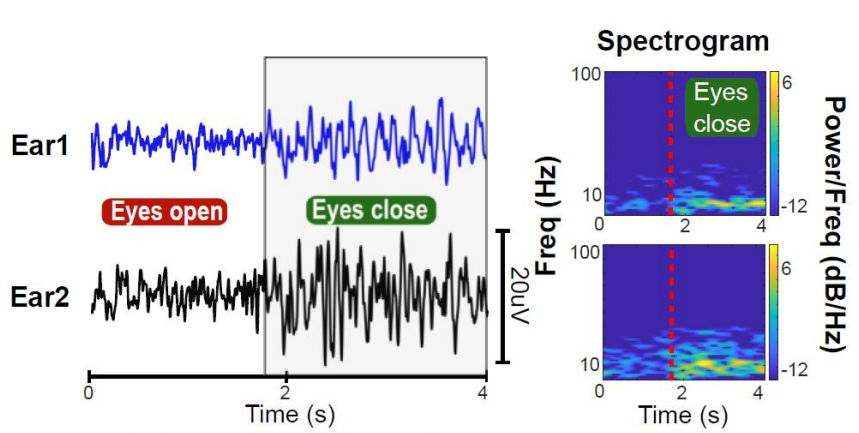 Ear1
Eyes open
Eyes close
Ear2
20uV
0
2
4
Time (s)
Spectrogram
Freq (Hz)
100
10
0
Eyes
close
6
-12
2
4
Power/Freq (dB/Hz)
100
10
6
-12
0
2
4
Time (s)